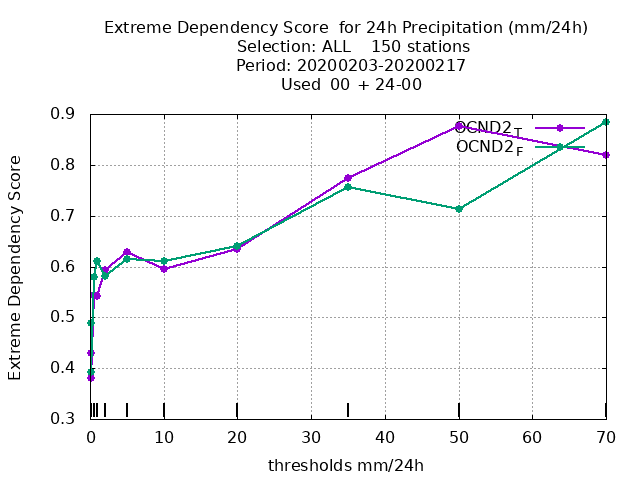 Extreme Dependency Score  for 24h Precipitation (mm/24h)
Selection: ALL    150 stations
Period: 20200203-20200217
Used  00 + 24-00
Extreme Dependency Score
0.9
0.8
0.7
0.6
0.5
0.4
0.3
OCND2T
OCND2F
0 10 20 30 40 50 60 70
thresholds mm/24h